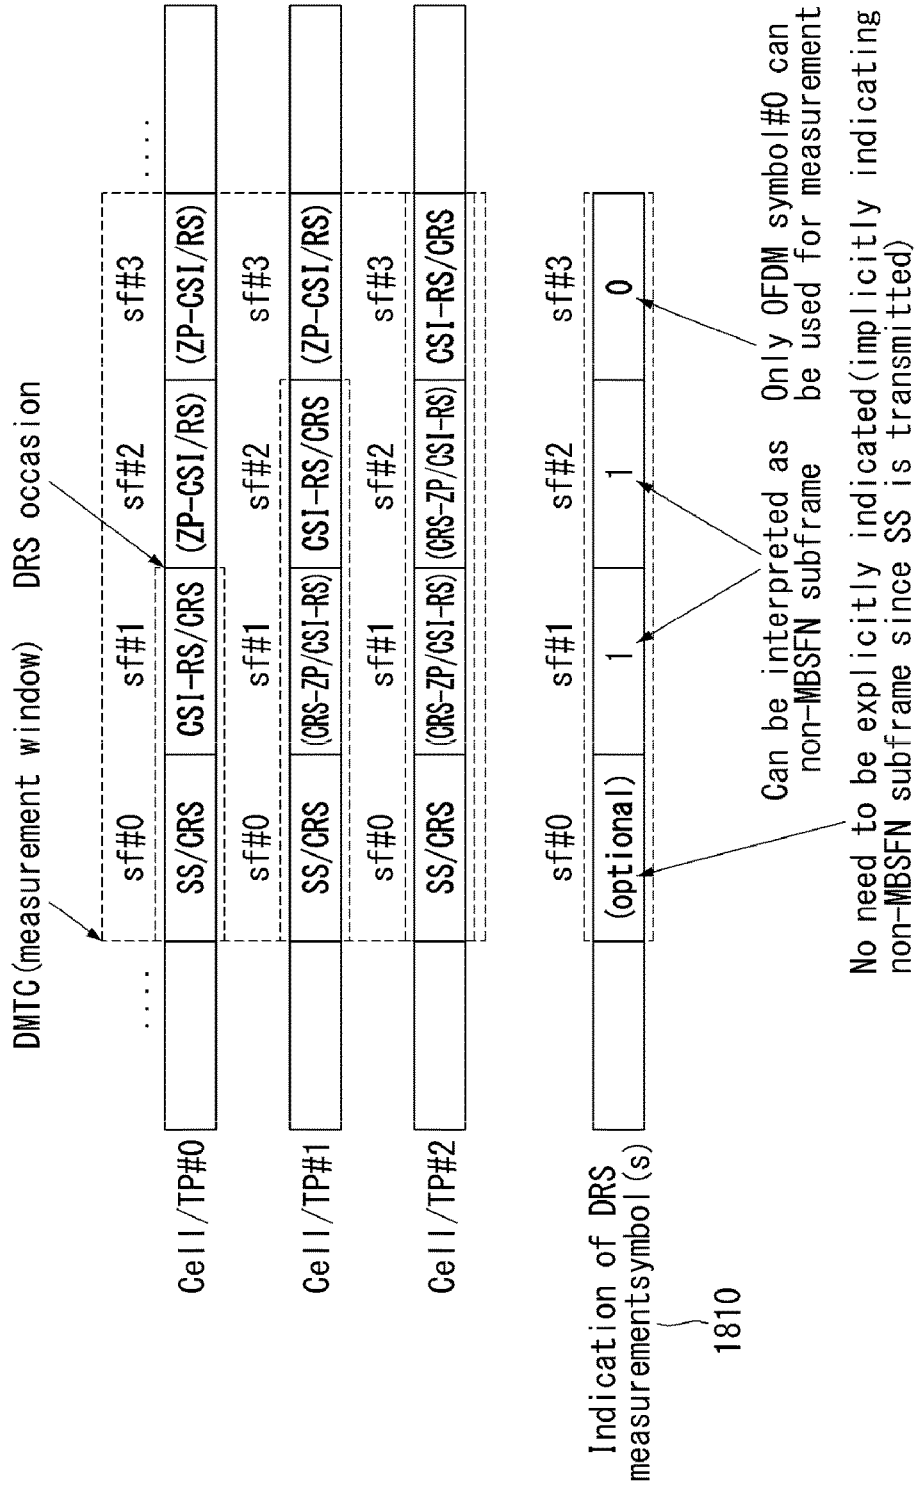 DMTC(measurement window) DRS occasion
.... ....
sf#0 sf#1 sf#2 sf#3
Cell/TP#0 SS/CRS CSI-RS/CRS (ZP-CSI/RS) (ZP-CSI/RS)
sf#0 sf#1 sf#2 sf#3
Cell/TP#1 SS/CRS (CRS-ZP/CSI-RS) CSI-RS/CRS (ZP-CSI/RS)
sf#0 sf#1 sf#2 sf#3
Cell/TP#2 SS/CRS (CRS-ZP/CSI-RS) (CRS-ZP/CSI-RS) CSI-RS/CRS
sf#0 sf#1 sf#2 sf#3
Indication of DRS
measurementsymbol(s)
(optional) 1 1 0
1810
Can be interpreted as
non-MBSFN subframe
Only OFDM symbol#0 can
be used for measurement
No need to be explicitly indicated(implicitly indicating
non-MBSFN subframe since SS is transmitted)